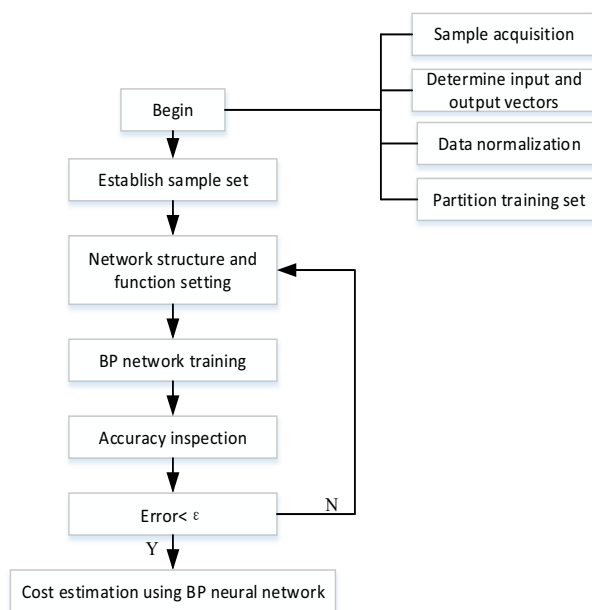 Sample acquisition
Determine input and
output vectors
Begin
Data normalization
Establish sample set
Partition training set
Network structure and
function setting
BP network training
Accuracy inspection
Error< ε
N
Y
Cost estimation using BP neural network